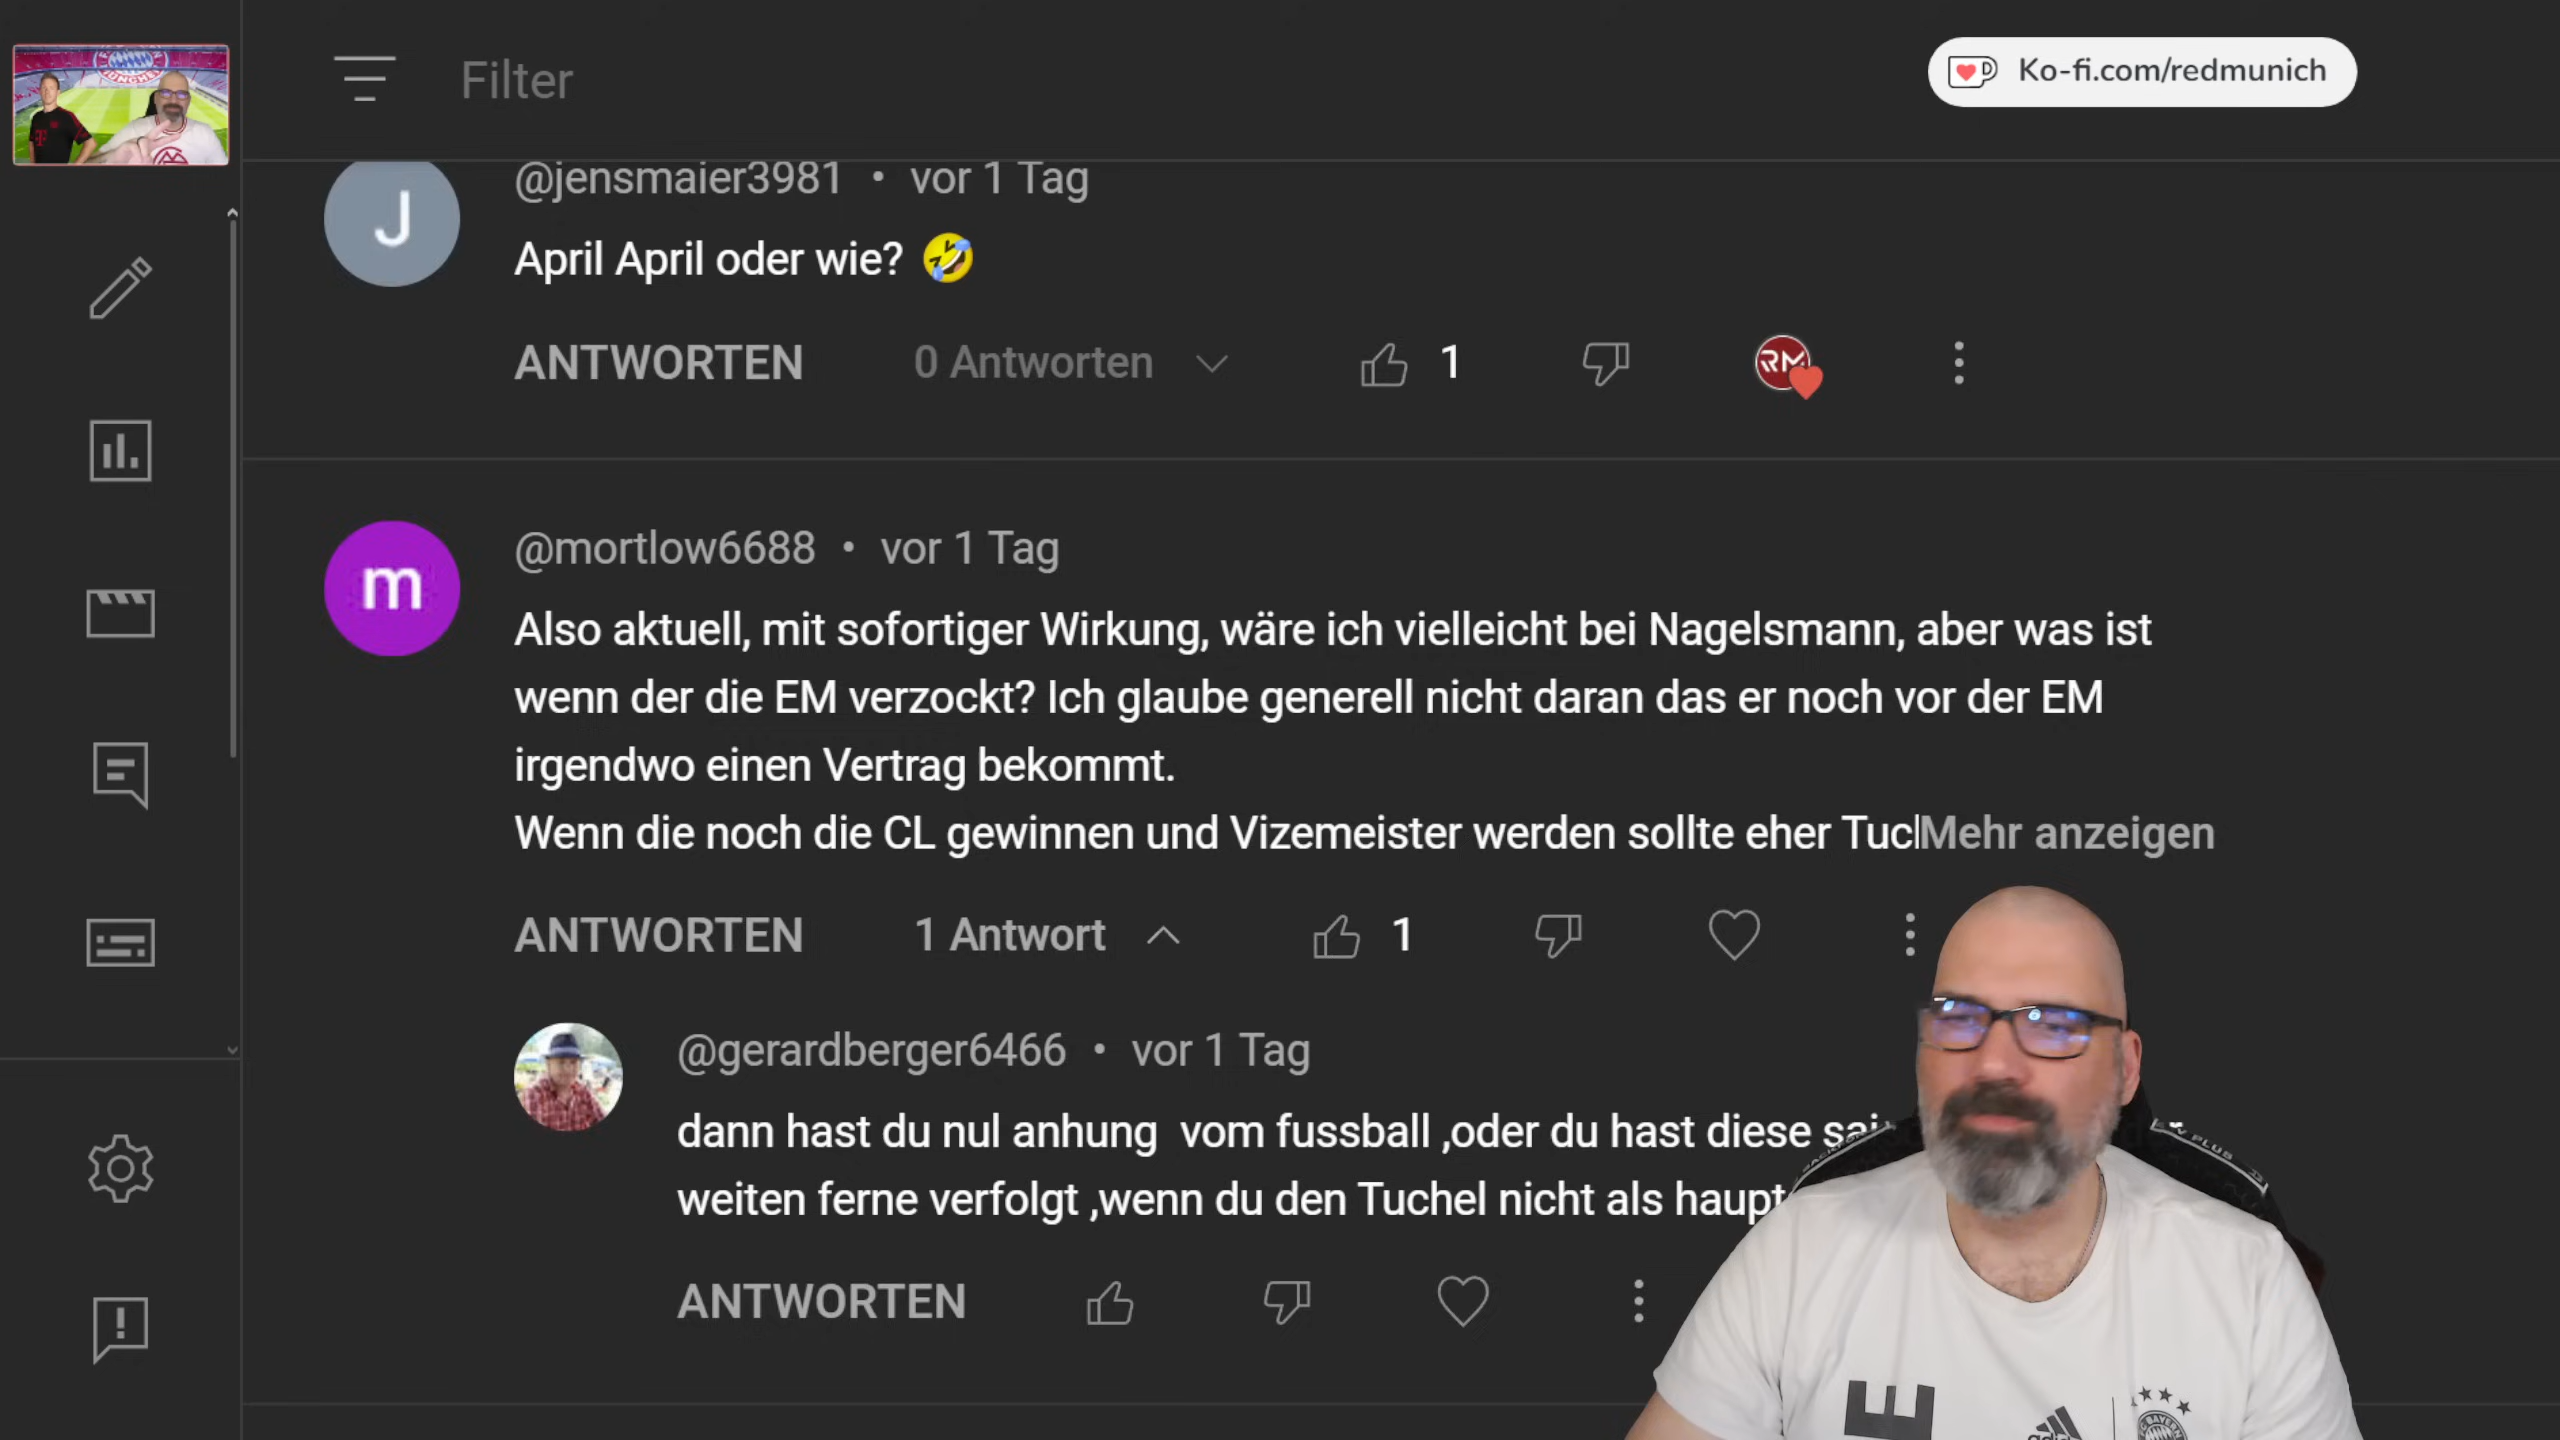 Filter
Ko-fi.com/redmunich
@jensmaier3981 • vor 1 Tag
J
April April oder wie? 🤣
ANTWORTEN 0 Antworten 1
RM
@mortlow6688 • vor 1 Tag
m
Also aktuell, mit sofortiger Wirkung, wäre ich vielleicht bei Nagelsmann, aber was ist
wenn der die EM verzockt? Ich glaube generell nicht daran das er noch vor der EM
irgendwo einen Vertrag bekommt.
Wenn die noch die CL gewinnen und Vizemeister werden sollte eher Mehr anzeigen
ANTWORTEN 1 Antwort 1
@gerardberger6466 • vor 1 Tag
dann hast du nul anhung vom fussball ,oder du hast diese
weiten ferne verfolgt ,wenn du den Tuchel nicht als
ANTWORTEN
PLUS